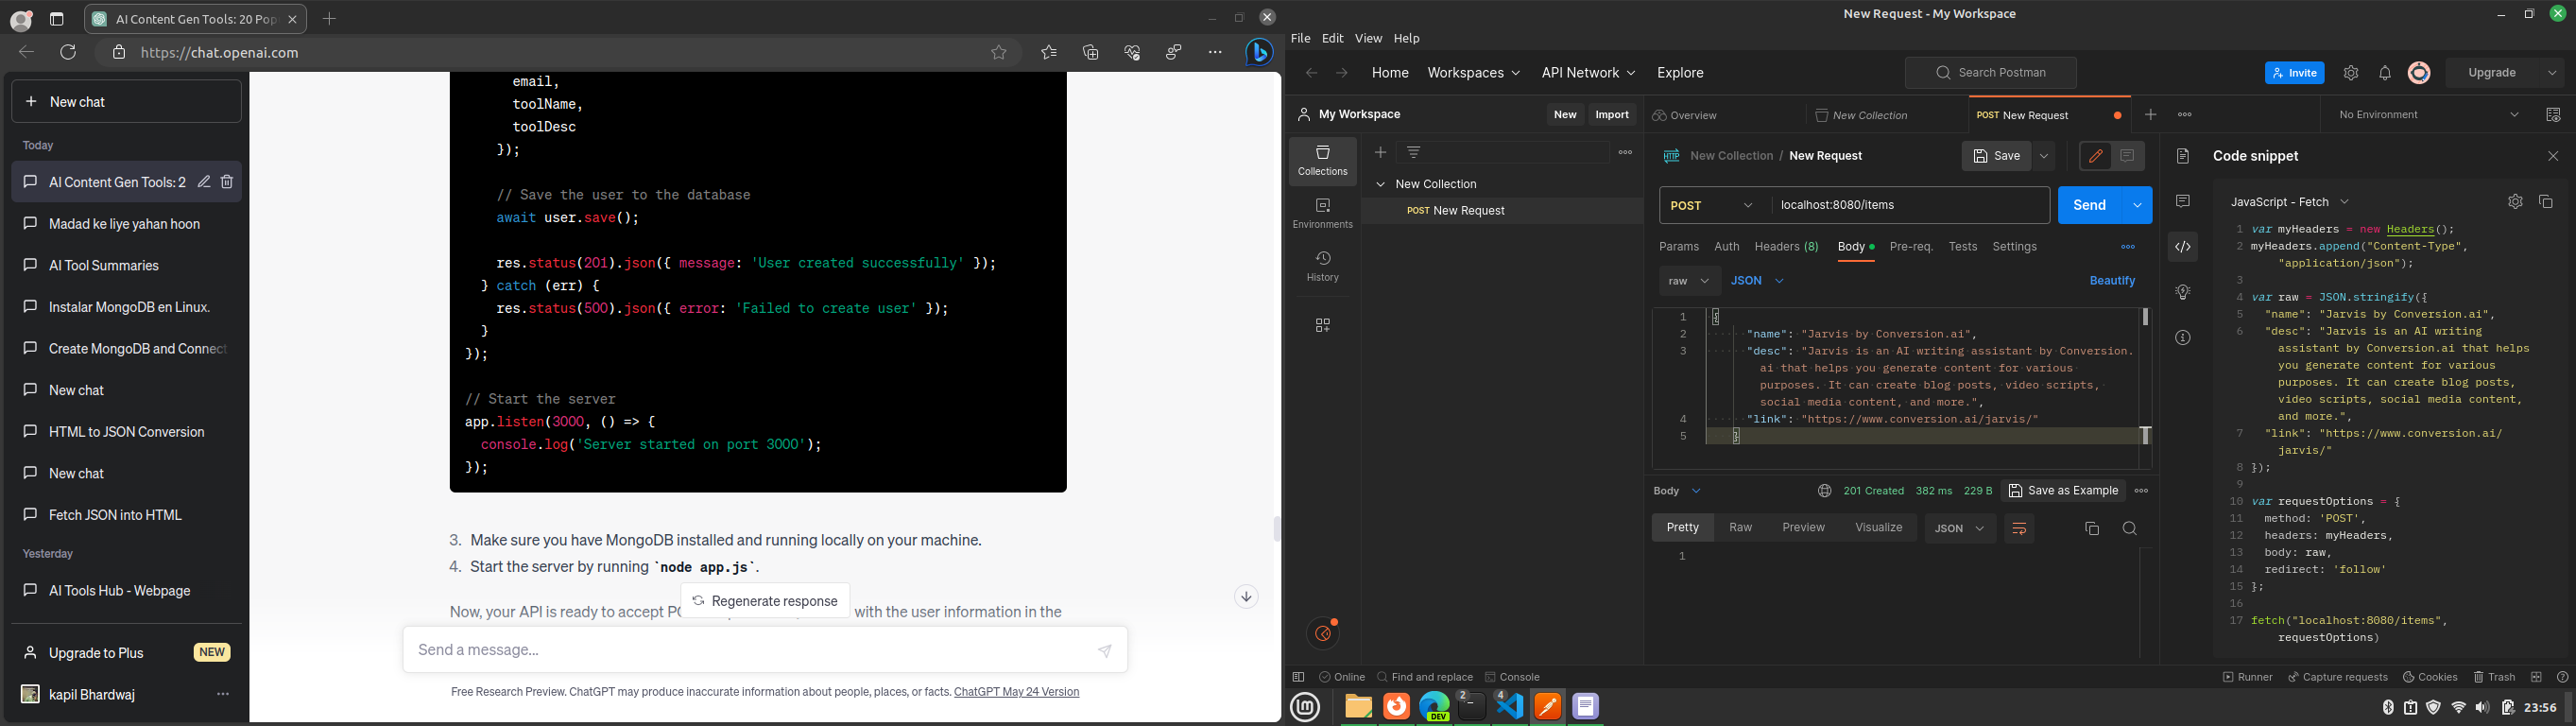 AI Content Gen Tools: 20 Pop
https://chat.openai.com
New chat
Today
AI Content Gen Tools: 2
Madad ke liye yahan hoon
AI Tool Summaries
Instalar MongoDB en Linux.
Create MongoDB and Connect
New chat
HTML to JSON Conversion
New chat
Fetch JSON into HTML
Yesterday
AI Tools Hub - Webpage
Upgrade to Plus NEW
kapil Bhardwaj
email,
toolName,
toolDesc
});
// Save the user to the database
await user.save();
res.status(201).json({ message: 'User created successfully' });
} catch (err) {
res.status(500).json({ error: 'Failed to create user' });
}
});
// Start the server
app.listen(3000, () => {
console.log('Server started on port 3000');
});
3. Make sure you have MongoDB installed and running locally on your machine.
4. Start the server by running `node app.js`.
Now, your API is ready to accept PO
with the user information in the
Regenerate response
Send a message...
Free Research Preview. ChatGPT may produce inaccurate information about people, places, or facts. ChatGPT May 24 Version
New Request - My Workspace
File Edit View Help
Home Workspaces API Network Explore
Search Postman
Invite
Upgrade
My Workspace
New Import
Overview
New Collection
POST New Request
No Environment
Collections
Environments
History
New Collection
POST New Request
HTTP New Collection / New Request
Save
POST localhost:8080/items
Send
Params Auth Headers (8) Body Pre-req. Tests Settings
raw JSON Beautify
1 {
2 "name": "Jarvis by Conversion.ai",
3 "desc": "Jarvis is an AI writing assistant by Conversion.
ai that helps you generate content for various
purposes. It can create blog posts, video scripts,
social media content, and more.",
4 "link": "https://www.conversion.ai/jarvis/"
5 }
Body 201 Created 382 ms 229 B Save as Example
Pretty Raw Preview Visualize JSON
1
Code snippet
JavaScript - Fetch
1 var myHeaders = new Headers();
2 myHeaders.append("Content-Type",
"application/json");
3
4 var raw = JSON.stringify({
5 "name": "Jarvis by Conversion.ai",
6 "desc": "Jarvis is an AI writing
assistant by Conversion.ai that helps
you generate content for various
purposes. It can create blog posts,
video scripts, social media content,
and more.",
7 "link": "https://www.conversion.ai/
jarvis/"
8 });
9
10 var requestOptions = {
11 method: 'POST',
12 headers: myHeaders,
13 body: raw,
14 redirect: 'follow'
15 };
16
17 fetch("localhost:8080/items",
requestOptions)
Online Find and replace Console
Runner Capture requests Cookies Trash
DEV 2 4
23:56